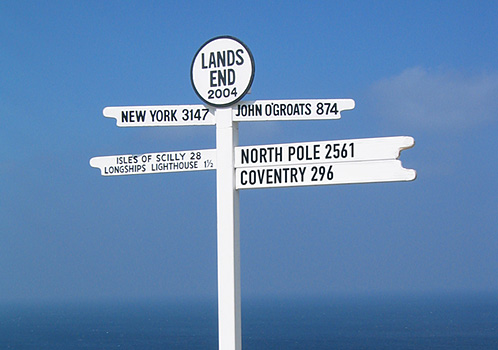 LANDS
END
2004
NEW YORK 3147
JOHN O'GROATS 874
ISLES OF SCILLY 28
LONGSHIPS LIGHTHOUSE 1½
NORTH POLE 2561
COVENTRY 296